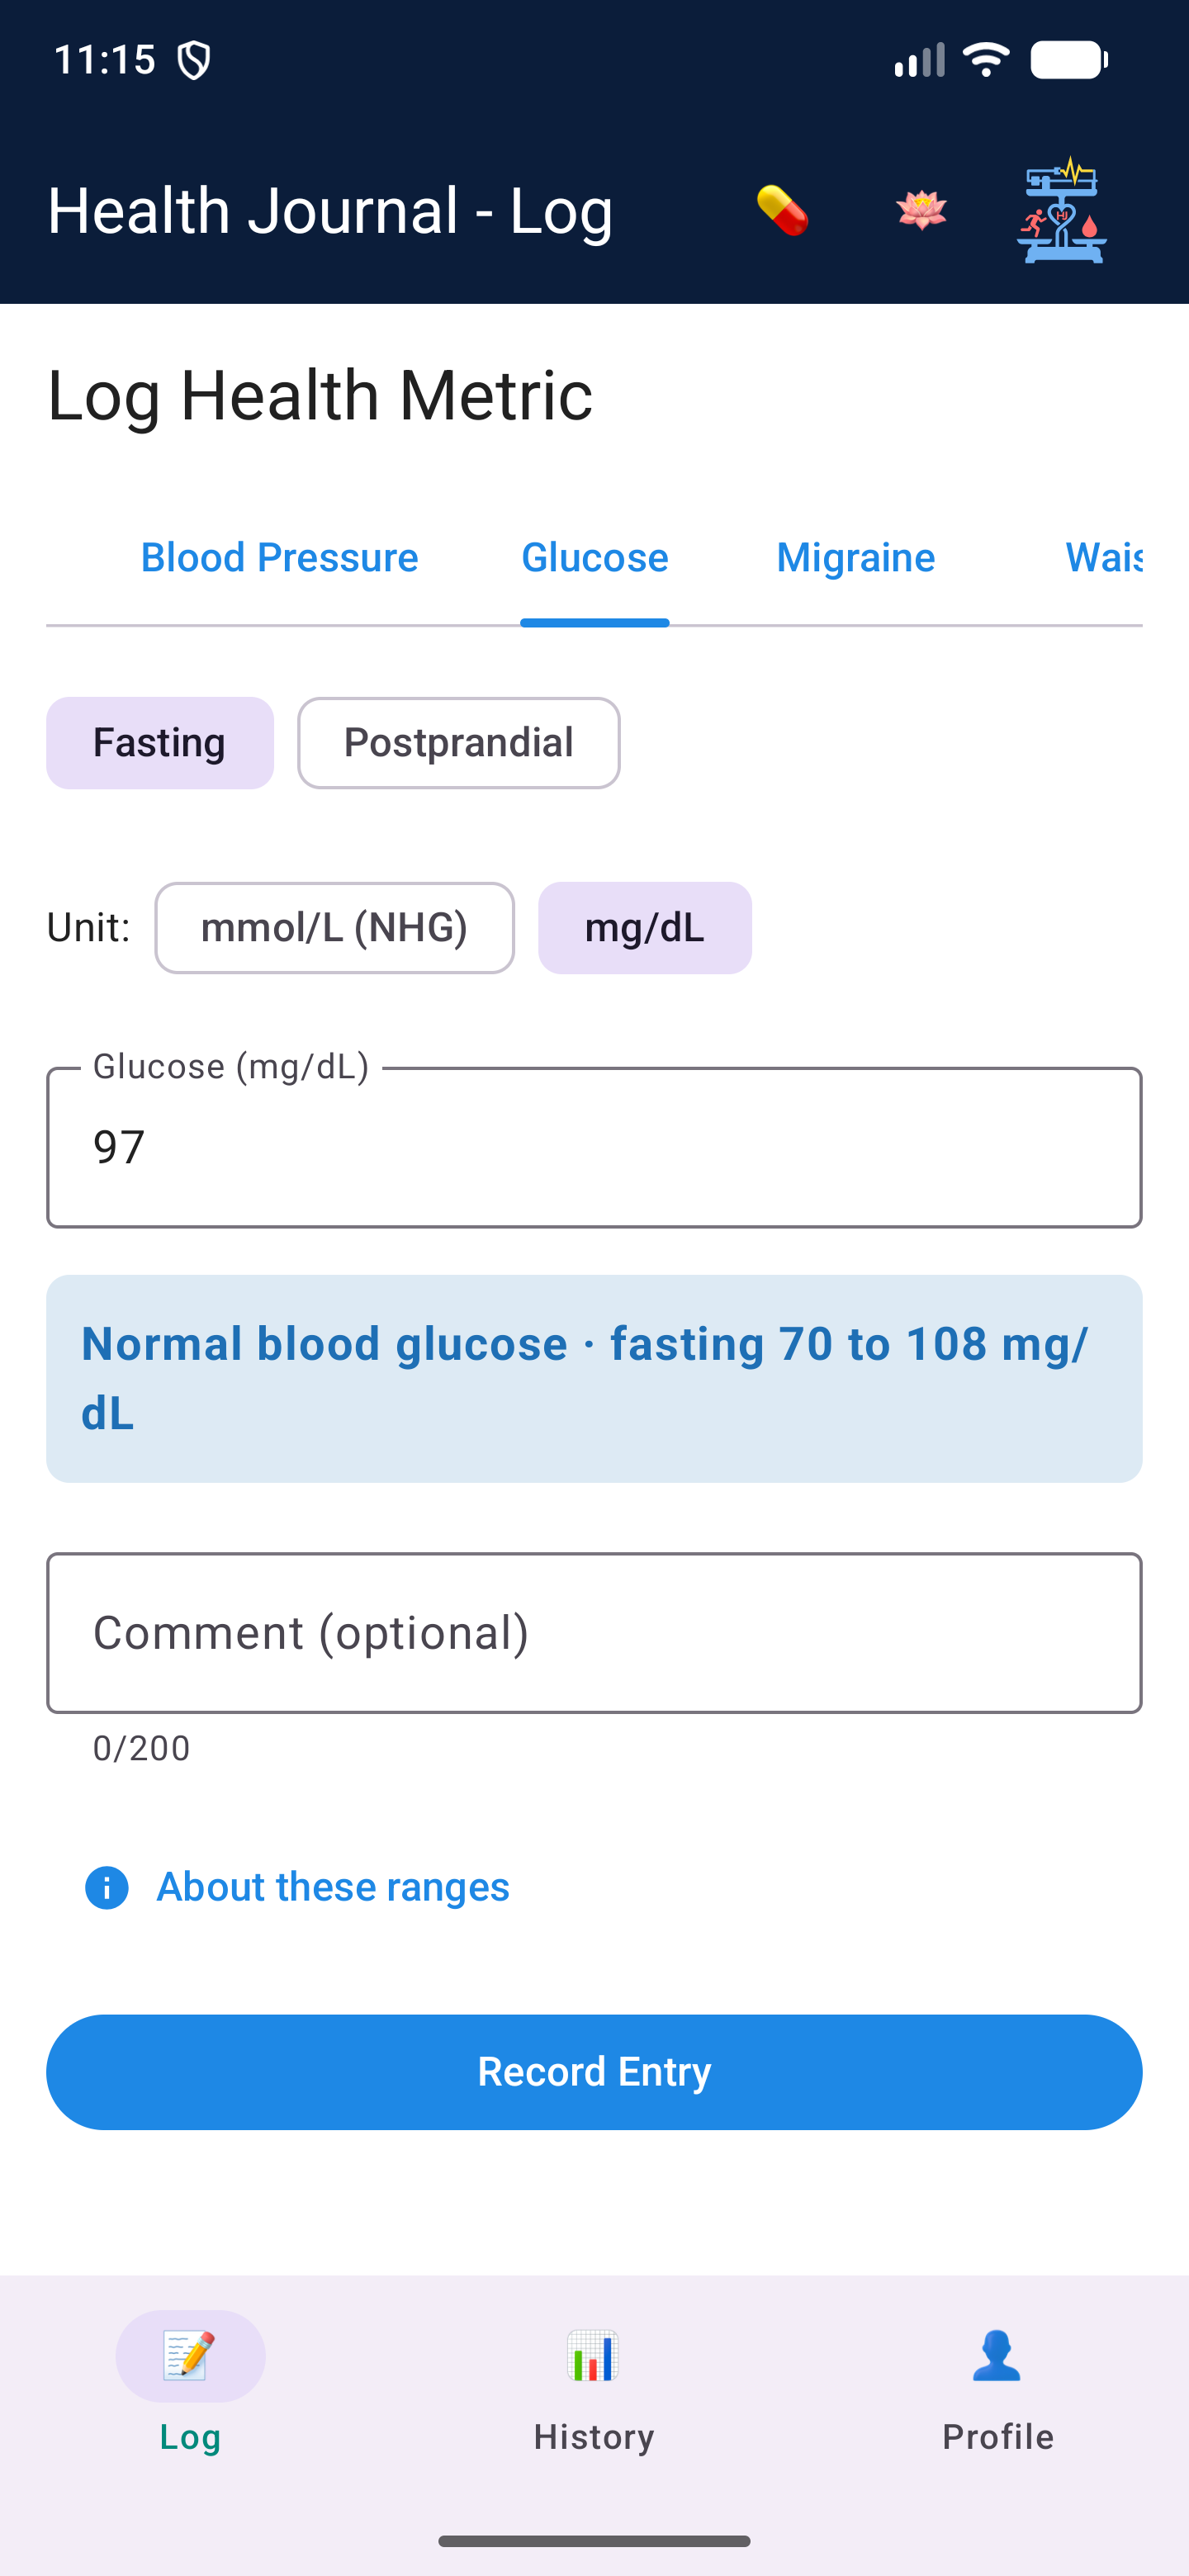 11:15
Health Journal - Log
HJ
Log Health Metric
Blood Pressure
Glucose
Migraine
Wais
Fasting
Postprandial
Unit:
mmol/L (NHG)
mg/dL
Glucose (mg/dL)
97
Normal blood glucose · fasting 70 to 108 mg/
dL
Comment (optional)
0/200
About these ranges
Record Entry
Log
History
Profile